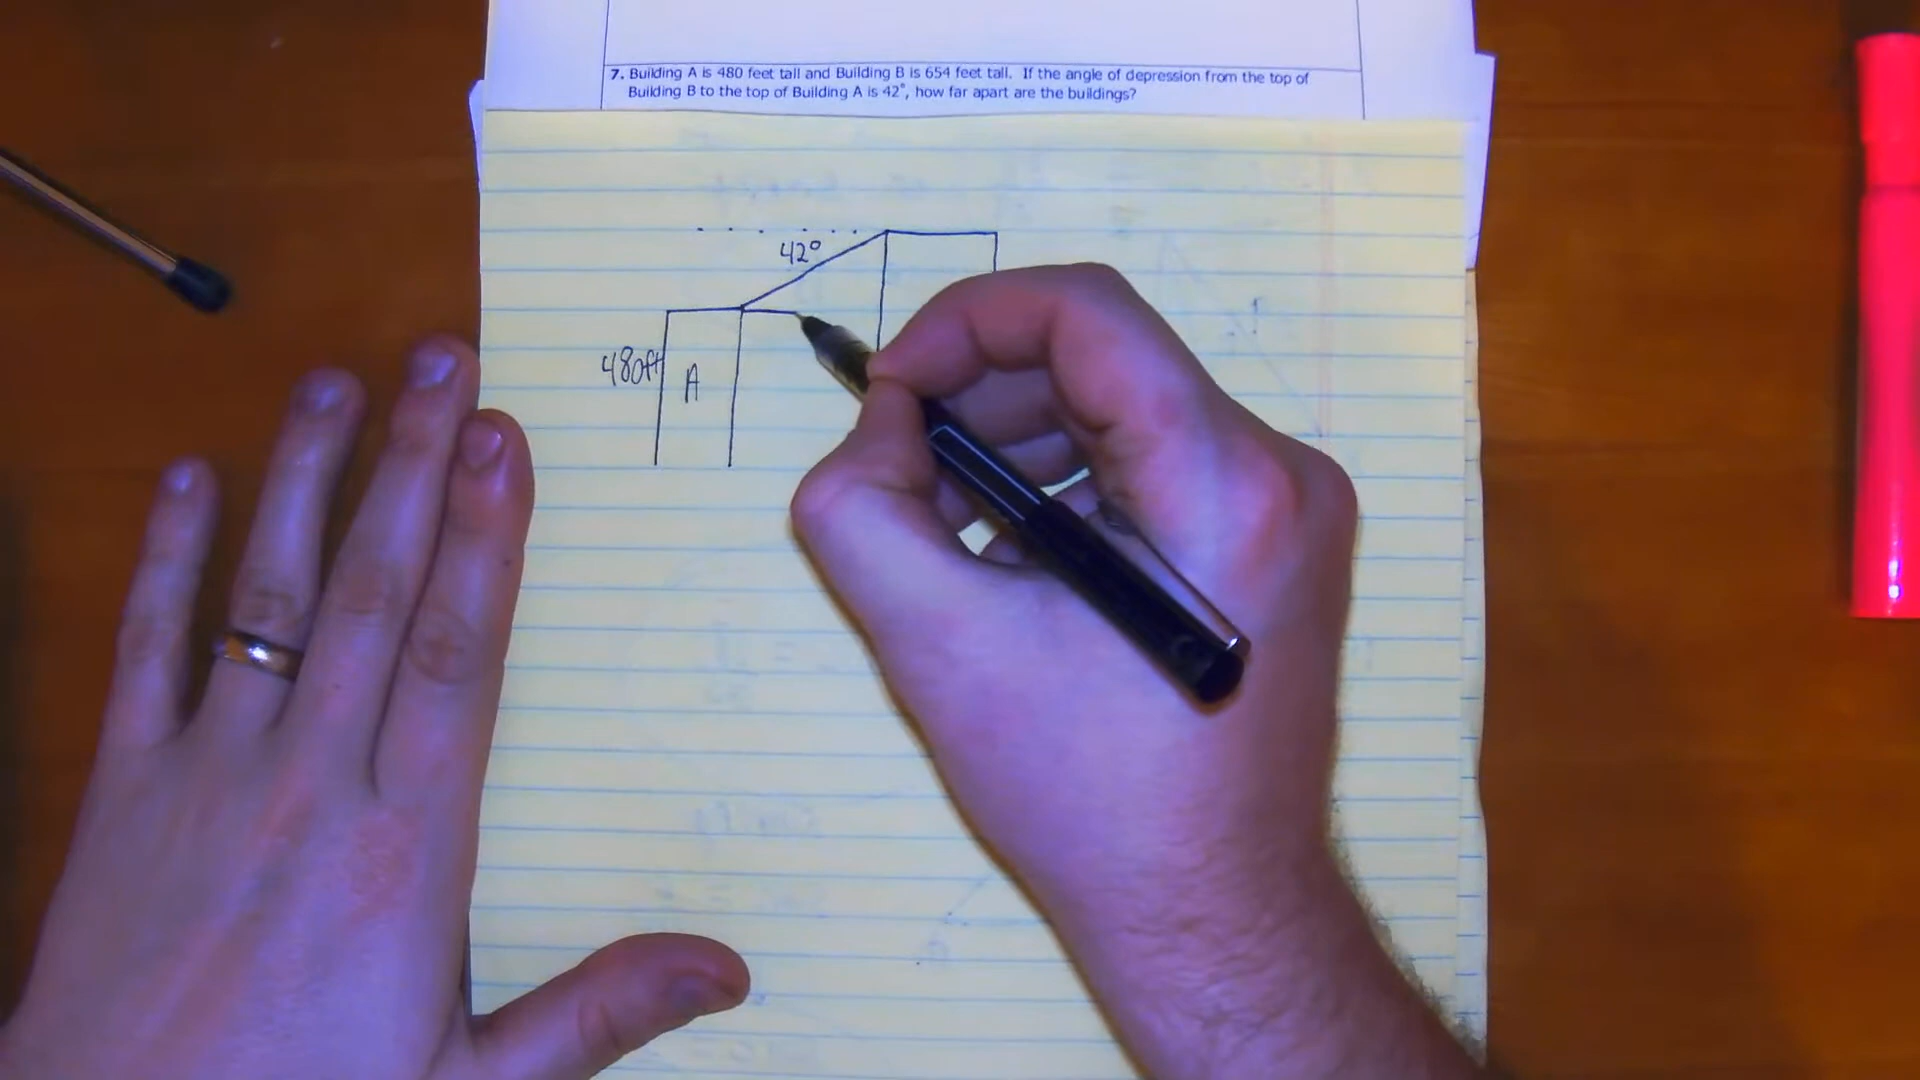 7. Building A is 480 feet tall and Building B is 654 feet tall. If the angle of depression from the top of
Building B to the top of Building A is 42°, how far apart are the buildings?
42°
480ft
A